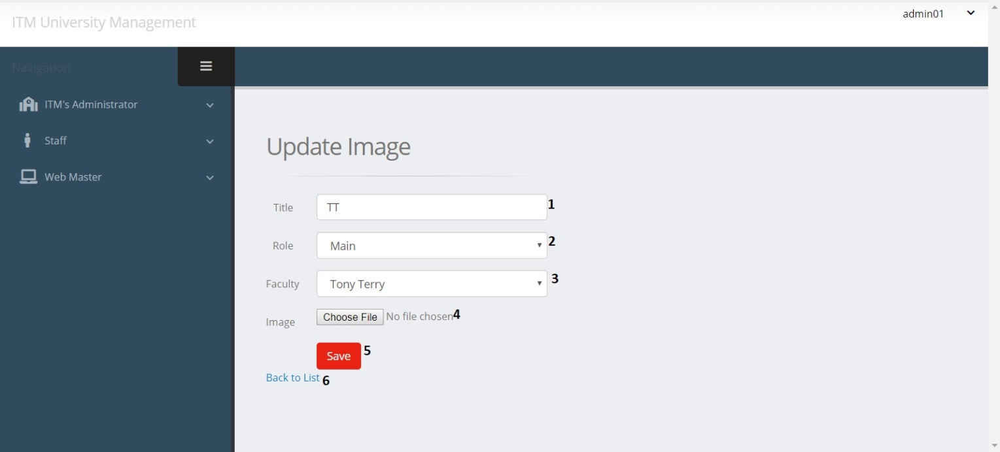 ITM University Management
admin01
Navigation
ITM's Administrator
Staff
Web Master
Update Image
Title TT 1
Role Main 2
Faculty Tony Terry 3
Image Choose File No file chosen 4
Save 5
Back to List 6